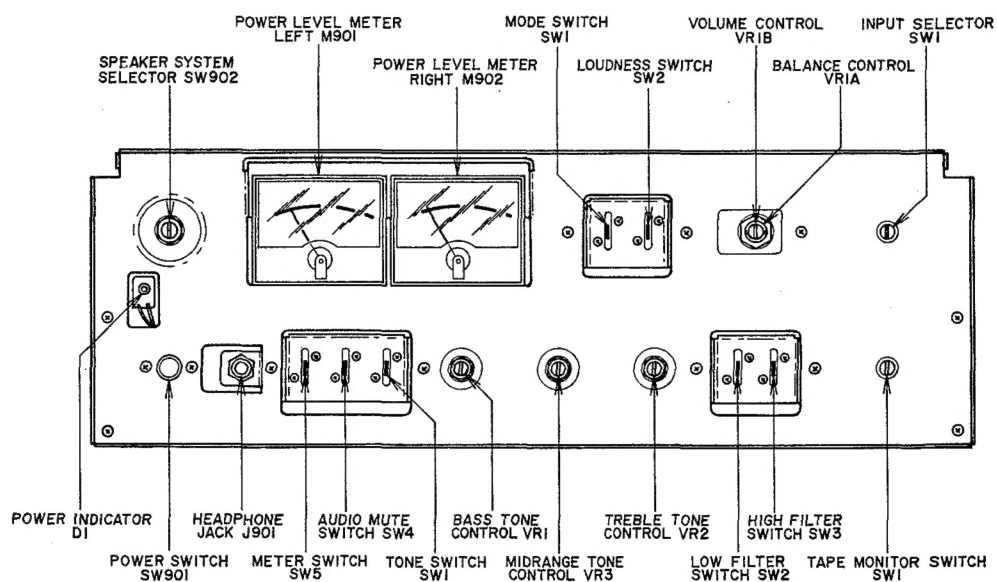 POWER LEVEL METER
LEFT M901
MODE SWITCH
SW1
VOLUME CONTROL
VR1B
INPUT SELECTOR
SW1
SPEAKER SYSTEM
SELECTOR SW902
POWER LEVEL METER
RIGHT M902
LOUDNESS SWITCH
SW2
BALANCE CONTROL
VR1A
POWER INDICATOR
D1
HEADPHONE
JACK J901
AUDIO MUTE
SWITCH SW4
BASS TONE
CONTROL VR1
TREBLE TONE
CONTROL VR2
HIGH FILTER
SWITCH SW3
POWER SWITCH
SW901
METER SWITCH
SW5
TONE SWITCH
SW1
MIDRANGE TONE
CONTROL VR3
LOW FILTER
SWITCH SW2
TAPE MONITOR SWITCH
SW1